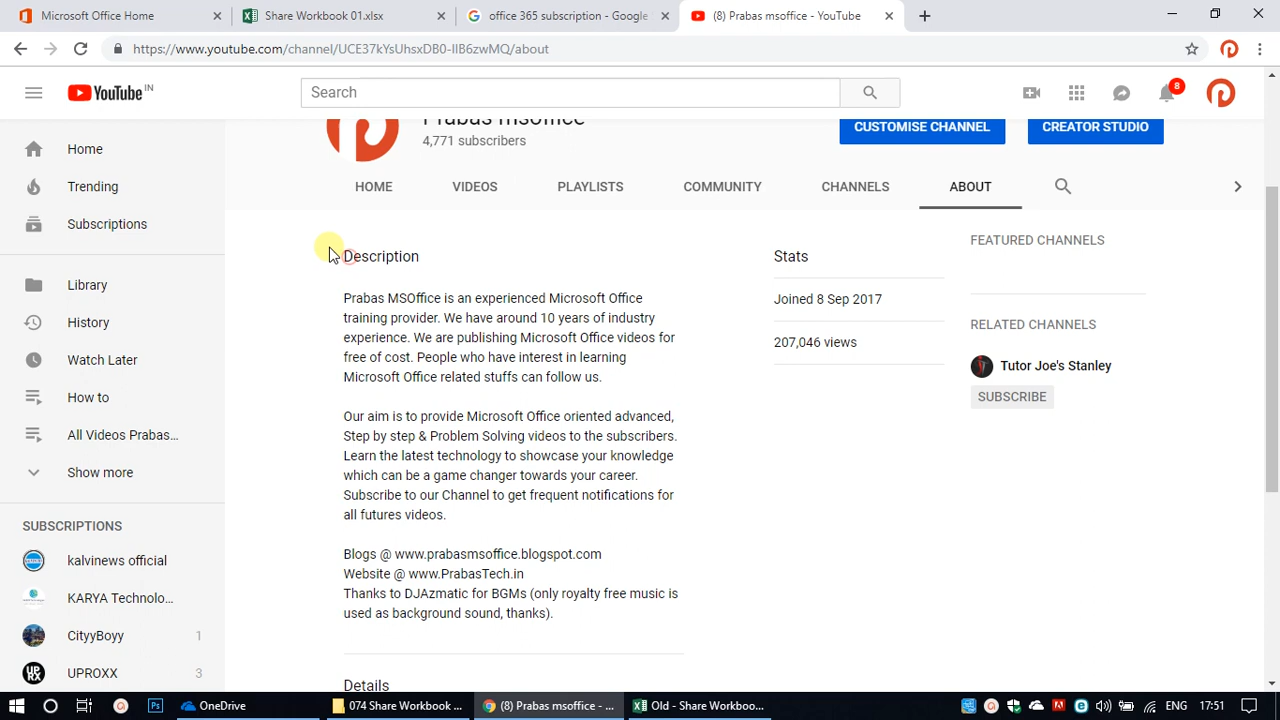 Microsoft Office Home
Share Workbook 01.xlsx
office 365 subscription - Google
(8) Prabas msoffice - YouTube
https://www.youtube.com/channel/UCE37kYsUhsxDB0-IIB6zwMQ/about
YouTube IN
Search
8
Prabas msoffice
4,771 subscribers
CUSTOMISE CHANNEL
CREATOR STUDIO
HOME
VIDEOS
PLAYLISTS
COMMUNITY
CHANNELS
ABOUT
Home
Trending
Subscriptions
Library
History
Watch Later
How to
All Videos Prabas...
Show more
SUBSCRIPTIONS
kalvinews official
KARYA Technolo...
CityyBoyy 1
UPROXX 3
Description
Prabas MSOffice is an experienced Microsoft Office
training provider. We have around 10 years of industry
experience. We are publishing Microsoft Office videos for
free of cost. People who have interest in learning
Microsoft Office related stuffs can follow us.
Our aim is to provide Microsoft Office oriented advanced,
Step by step & Problem Solving videos to the subscribers.
Learn the latest technology to showcase your knowledge
which can be a game changer towards your career.
Subscribe to our Channel to get frequent notifications for
all futures videos.
Blogs @ www.prabasmsoffice.blogspot.com
Website @ www.PrabasTech.in
Thanks to DJAzmatic for BGMs (only royalty free music is
used as background sound, thanks).
Details
Stats
Joined 8 Sep 2017
207,046 views
FEATURED CHANNELS
RELATED CHANNELS
Tutor Joe's Stanley
SUBSCRIBE
OneDrive
074 Share Workbook ...
(8) Prabas msoffice - ...
Old - Share Workboo...
ENG
17:51